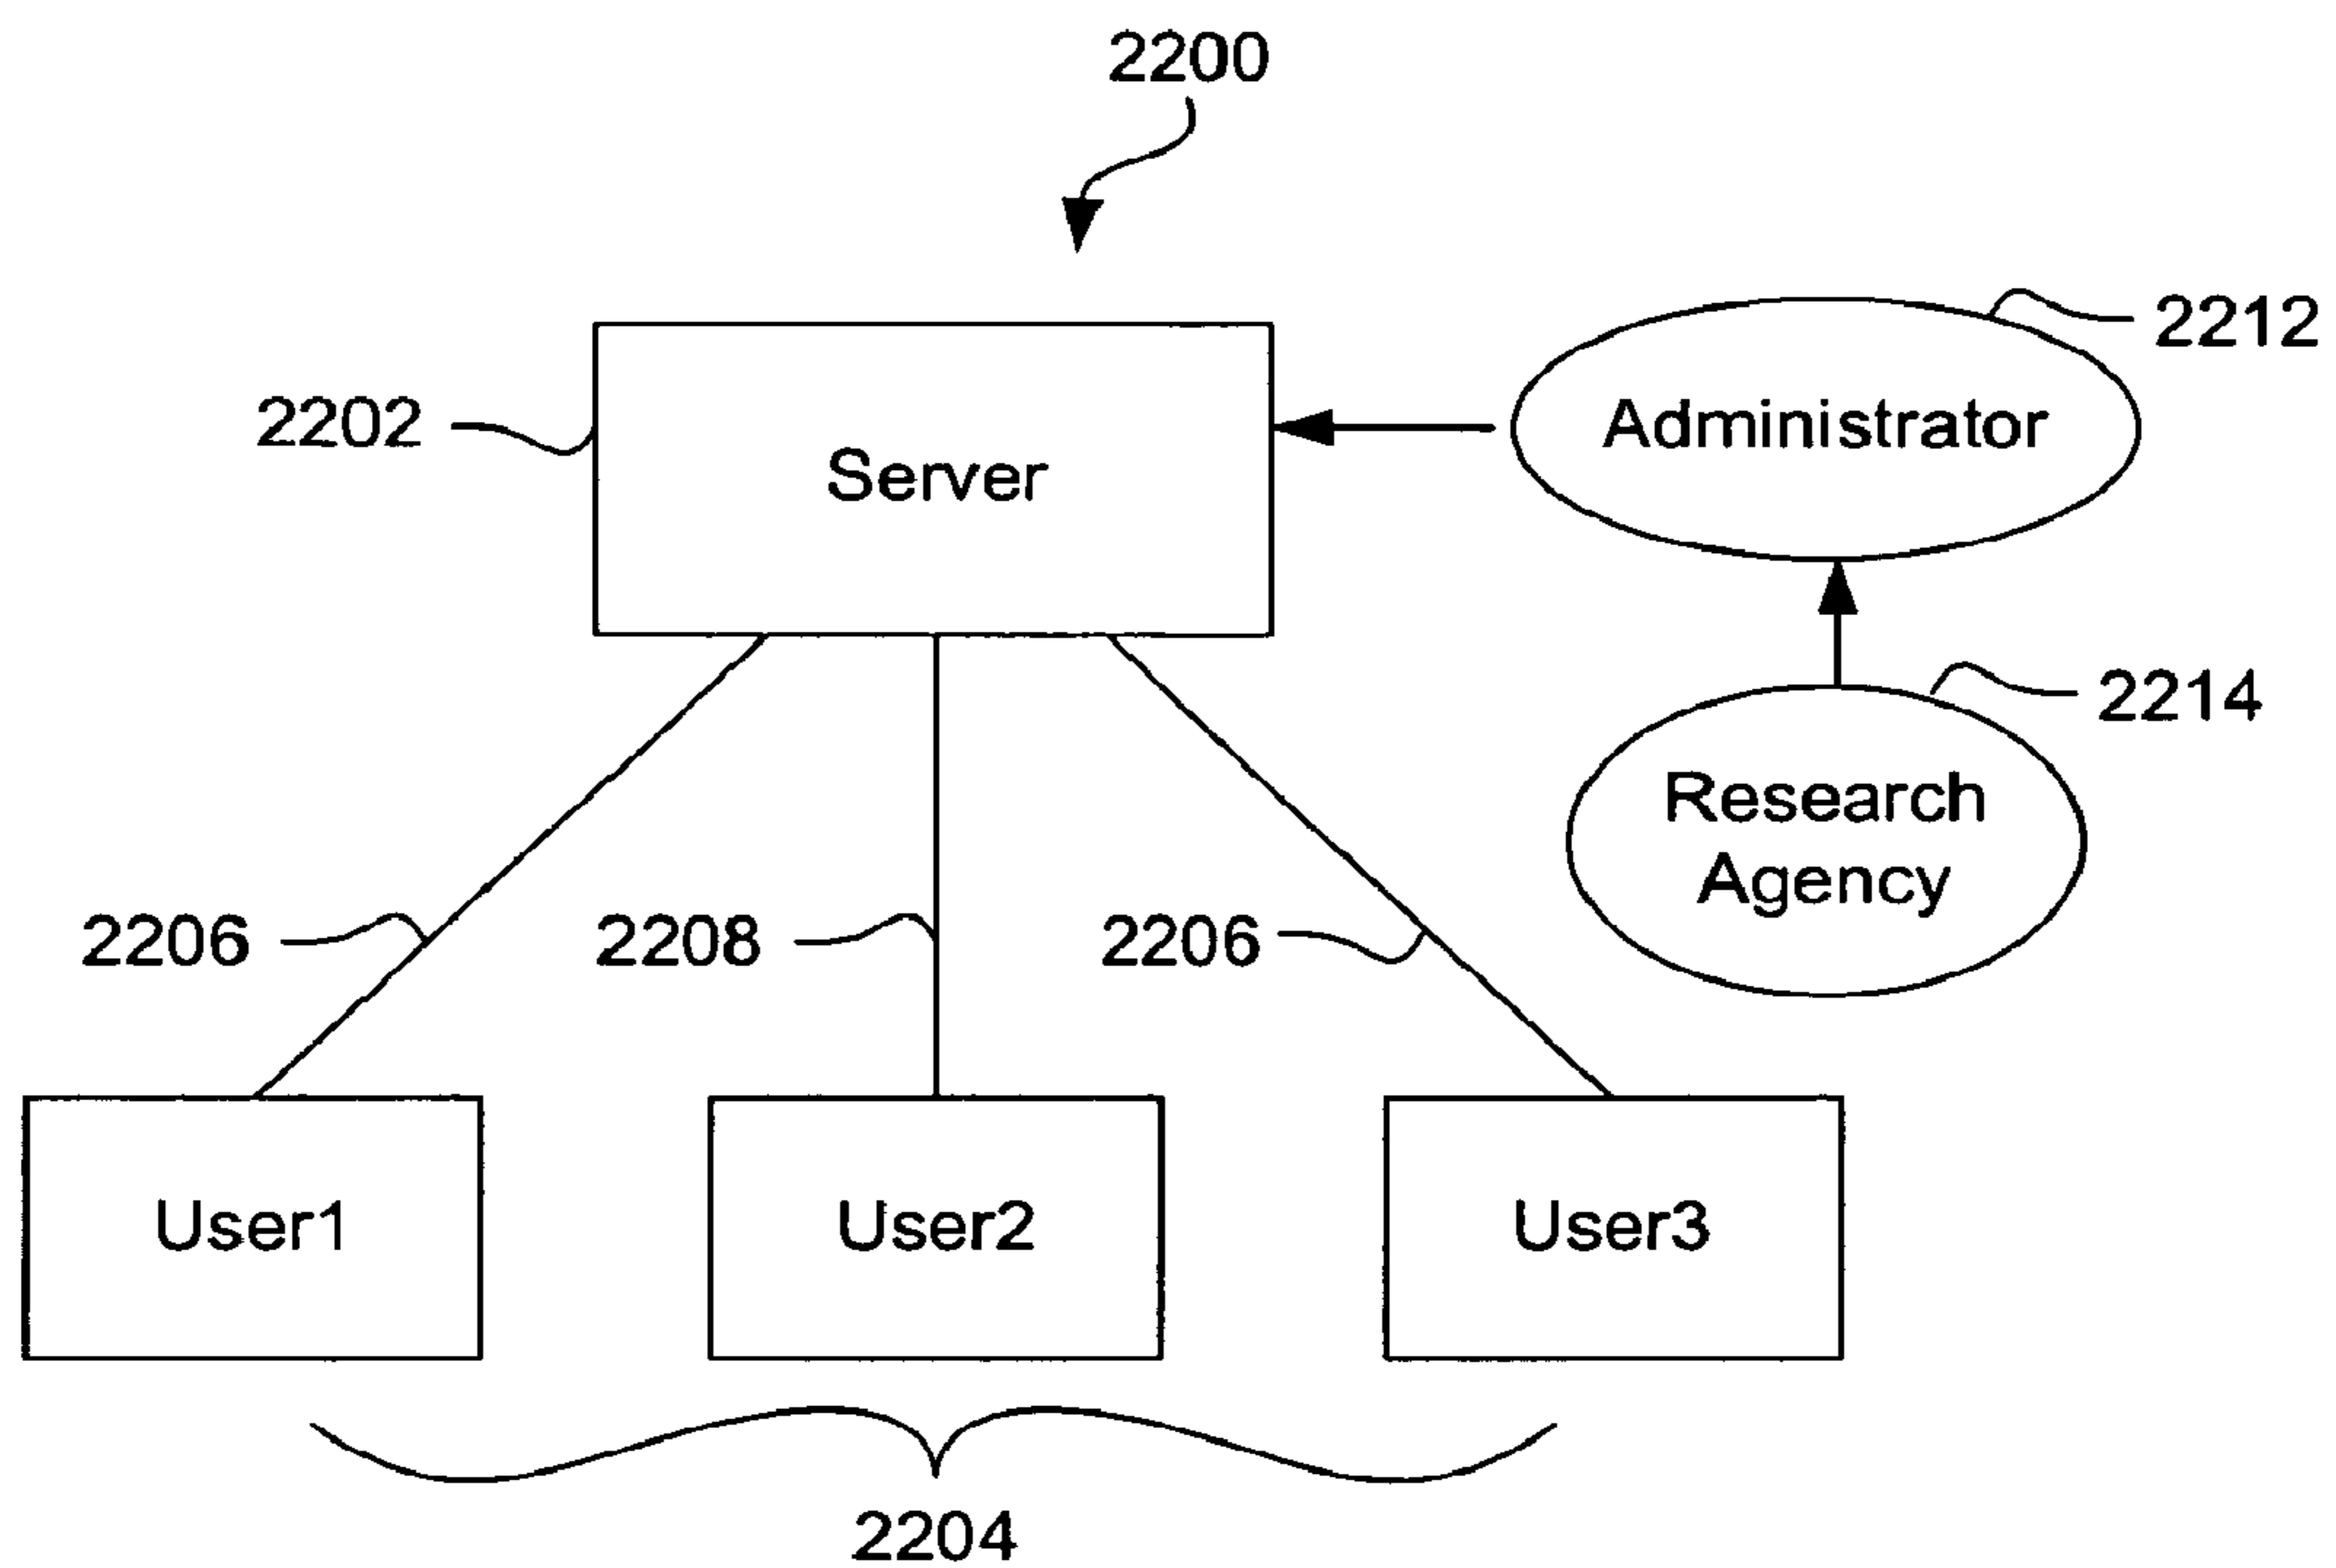 2200
2212
2202
Administrator
Server
2214
Research
Agency
2206
2208
2206
User1
User2
User3
2204